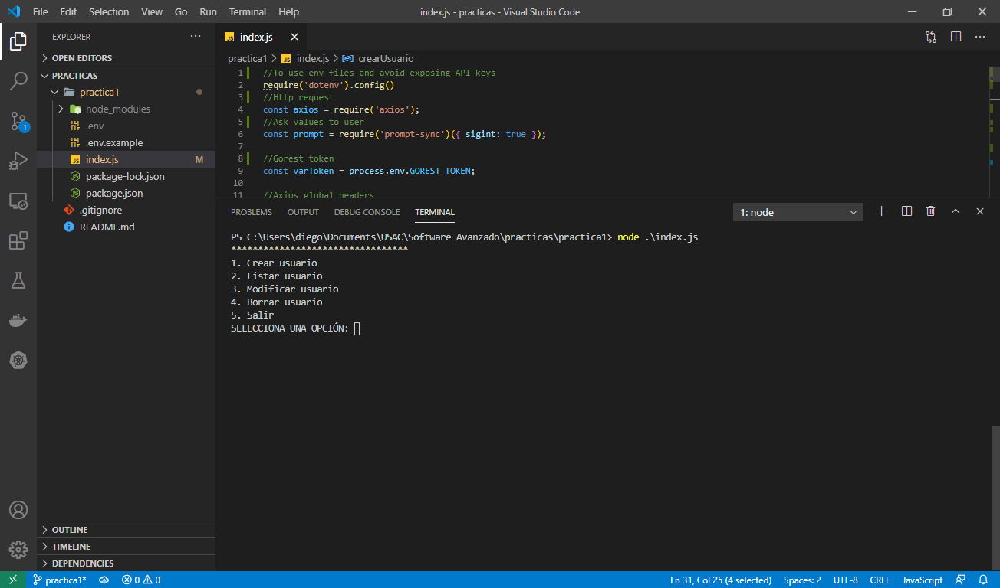 File Edit Selection View Go Run Terminal Help
index.js - practicas - Visual Studio Code
EXPLORER
OPEN EDITORS
PRACTICAS
practica1
node_modules
.env
.env.example
index.js M
package-lock.json
package.json
.gitignore
README.md
OUTLINE
TIMELINE
DEPENDENCIES
1
JS index.js
practica1 > JS index.js > crearUsuario
1 //To use env files and avoid exposing API keys
2 require('dotenv').config()
3 //Http request
4 const axios = require('axios');
5 //Ask values to user
6 const prompt = require('prompt-sync')({ sigint: true });
7
8 //Gorest token
9 const varToken = process.env.GOREST_TOKEN;
10
11 //Axios global headers
PROBLEMS OUTPUT DEBUG CONSOLE TERMINAL
1: node
PS C:\Users\diego\Documents\USAC\Software Avanzado\practicas\practica1> node .\index.js
*********************************
1. Crear usuario
2. Listar usuario
3. Modificar usuario
4. Borrar usuario
5. Salir
SELECCIONA UNA OPCIÓN:
practica1* 0 0
Ln 31, Col 25 (4 selected) Spaces: 2 UTF-8 CRLF JavaScript